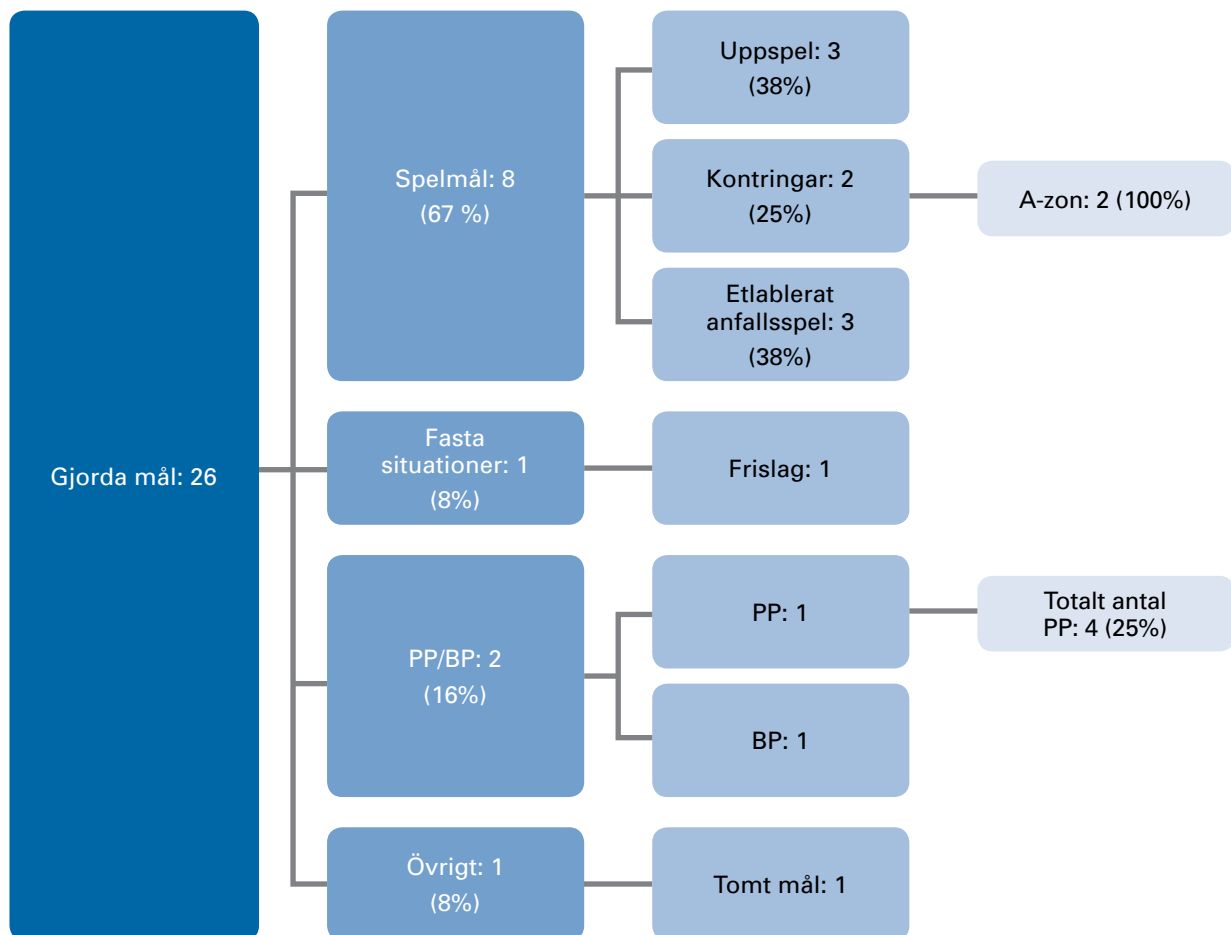 Gjorda mål: 26
Spelmål: 8
(67 %)
Uppspel: 3
(38%)
Kontringar: 2
(25%)
A-zon: 2 (100%)
Etlablerat
anfallsspel: 3
(38%)
Fasta
situationer: 1
(8%)
Frislag: 1
PP/BP: 2
(16%)
PP: 1
Totalt antal
PP: 4 (25%)
BP: 1
Övrigt: 1
(8%)
Tomt mål: 1